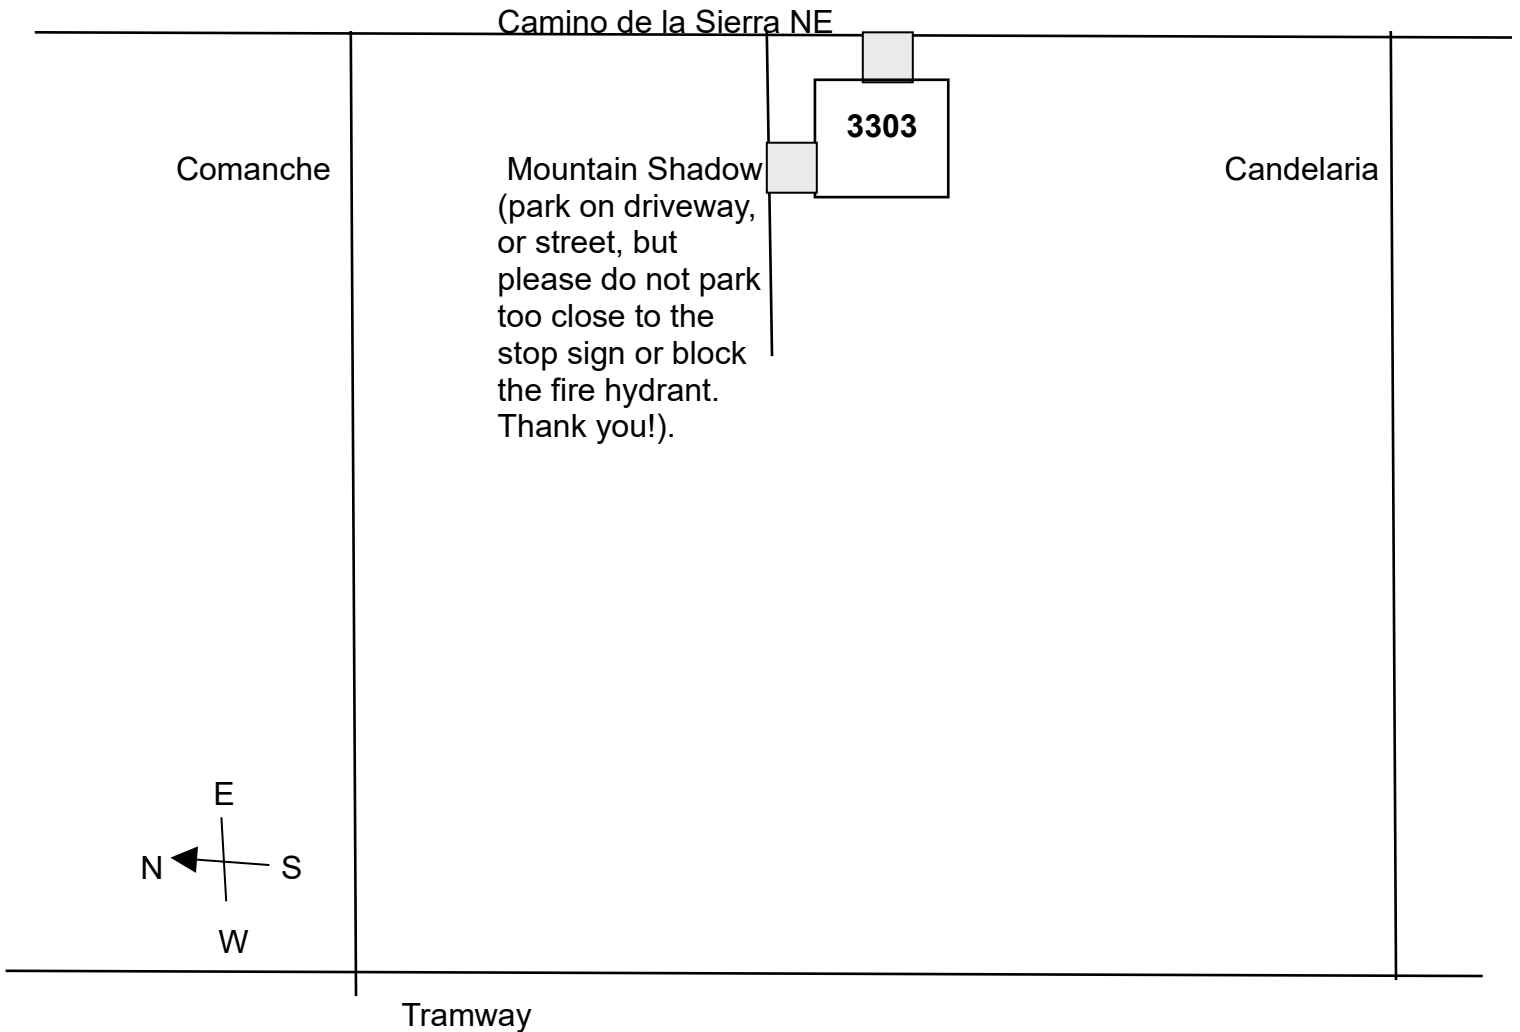 Camino de la Sierra NE
3303
Comanche
Mountain Shadow
(park on driveway,
or street, but
please do not park
too close to the
stop sign or block
the fire hydrant.
Thank you!).
Candelaria
E
N
S
W
Tramway